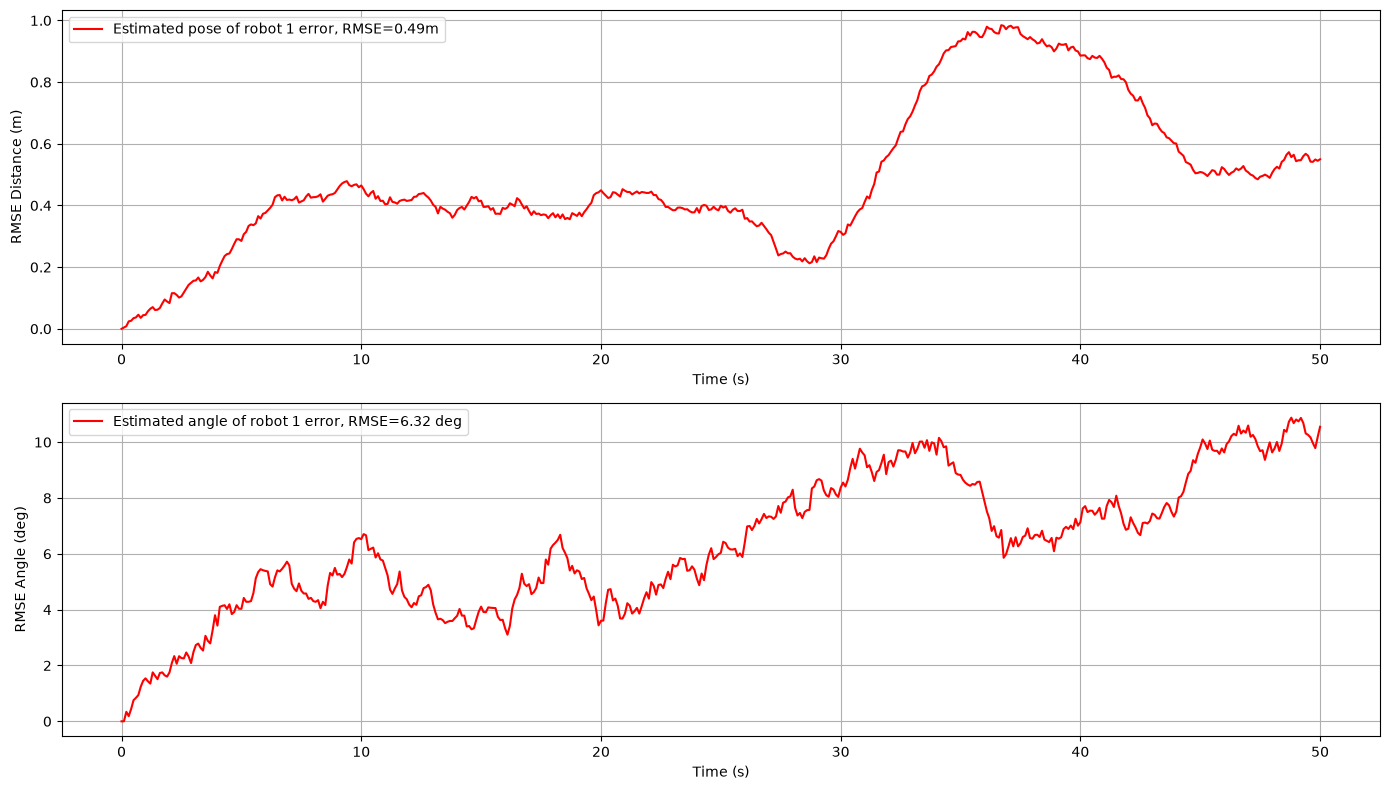 Estimated pose of robot 1 error, RMSE=0.49m
1.0
0.8
0.6
0.4
0.2
0.0
RMSE Distance (m)
0 10 20 30 40 50
Time (s)
Estimated angle of robot 1 error, RMSE=6.32 deg
10
8
6
4
2
0
RMSE Angle (deg)
0 10 20 30 40 50
Time (s)